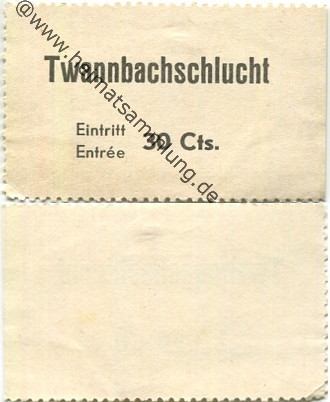 Twannbachschlucht
Eintritt
Entrée
30 Cts.
@www.heimatsammlung.de